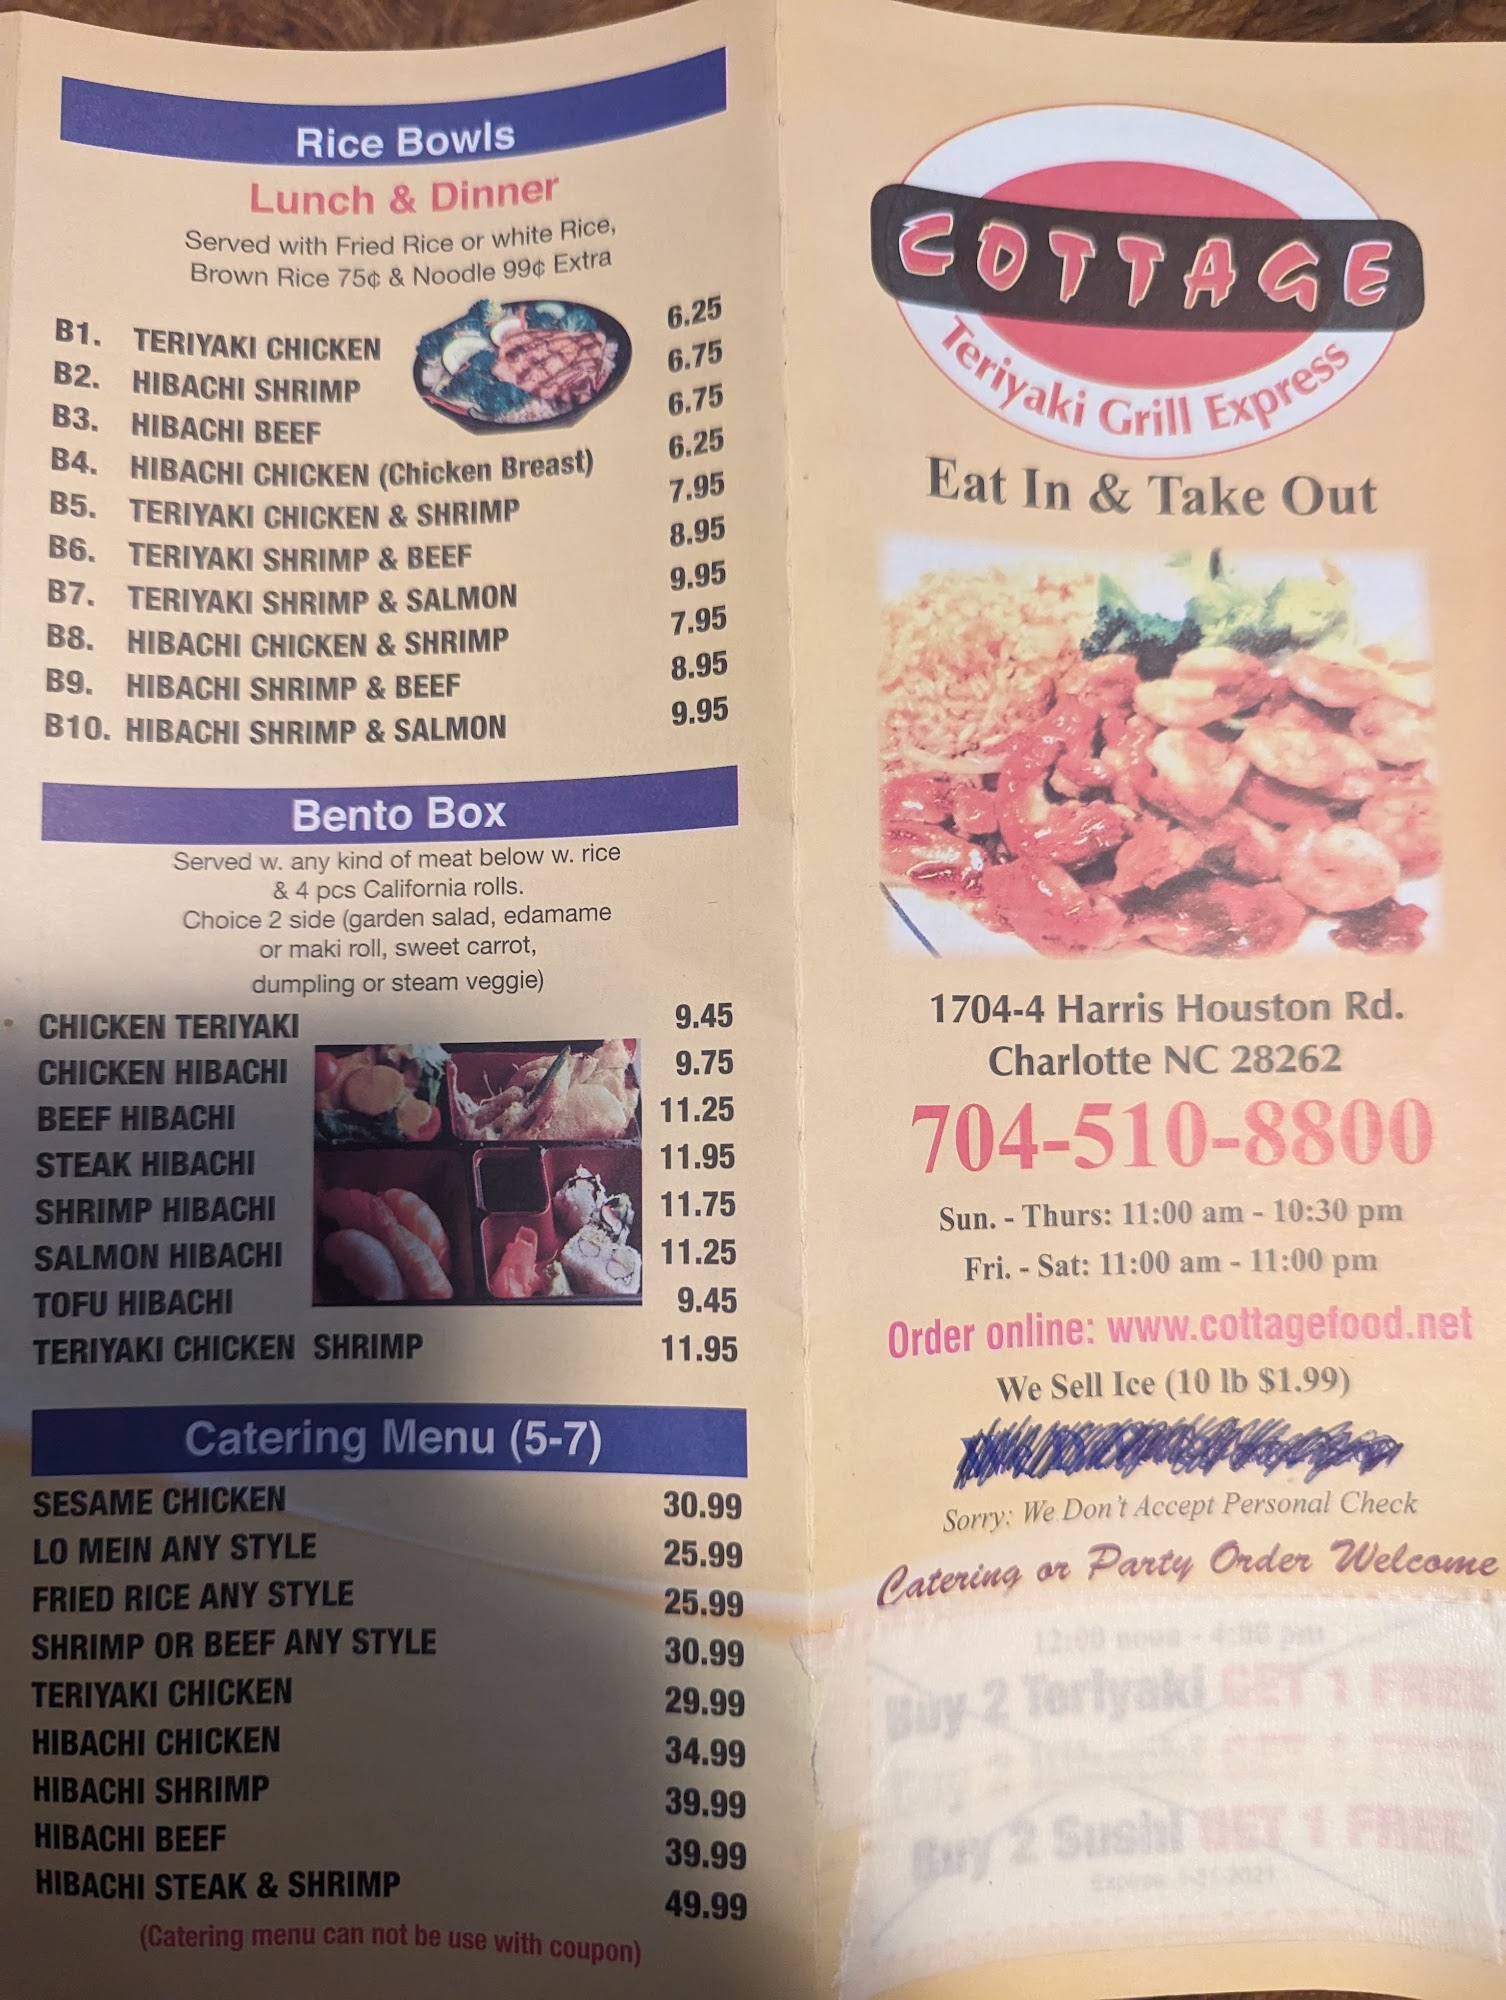 Rice Bowls
Lunch & Dinner
Served with Fried Rice or white Rice,
Brown Rice 75¢ & Noodle 99¢ Extra
B1. TERIYAKI CHICKEN 6.25
B2. HIBACHI SHRIMP 6.75
B3. HIBACHI BEEF 6.75
B4. HIBACHI CHICKEN (Chicken Breast) 6.25
B5. TERIYAKI CHICKEN & SHRIMP 7.95
B6. TERIYAKI SHRIMP & BEEF 8.95
B7. TERIYAKI SHRIMP & SALMON 9.95
B8. HIBACHI CHICKEN & SHRIMP 7.95
B9. HIBACHI SHRIMP & BEEF 8.95
B10. HIBACHI SHRIMP & SALMON 9.95
Bento Box
Served w. any kind of meat below w. rice
& 4 pcs California rolls.
Choice 2 side (garden salad, edamame
or maki roll, sweet carrot,
dumpling or steam veggie)
CHICKEN TERIYAKI 9.45
CHICKEN HIBACHI 9.75
BEEF HIBACHI 11.25
STEAK HIBACHI 11.95
SHRIMP HIBACHI 11.75
SALMON HIBACHI 11.25
TOFU HIBACHI 9.45
TERIYAKI CHICKEN SHRIMP 11.95
Catering Menu (5-7)
SESAME CHICKEN 30.99
LO MEIN ANY STYLE 25.99
FRIED RICE ANY STYLE 25.99
SHRIMP OR BEEF ANY STYLE 30.99
TERIYAKI CHICKEN 29.99
HIBACHI CHICKEN 34.99
HIBACHI SHRIMP 39.99
HIBACHI BEEF 39.99
HIBACHI STEAK & SHRIMP 49.99
(Catering menu can not be use with coupon)
COTTAGE
Teriyaki Grill Express
Eat In & Take Out
1704-4 Harris Houston Rd.
Charlotte NC 28262
704-510-8800
Sun. - Thurs: 11:00 am - 10:30 pm
Fri. - Sat: 11:00 am - 11:00 pm
Order online: www.cottagefood.net
We Sell Ice (10 lb $1.99)
Sorry: We Don't Accept Personal Check
Catering or Party Order Welcome
12:00 noon - 4:00 pm
Buy 2 Teriyaki GET 1 FREE
Buy 2 Sushi GET 1 FREE